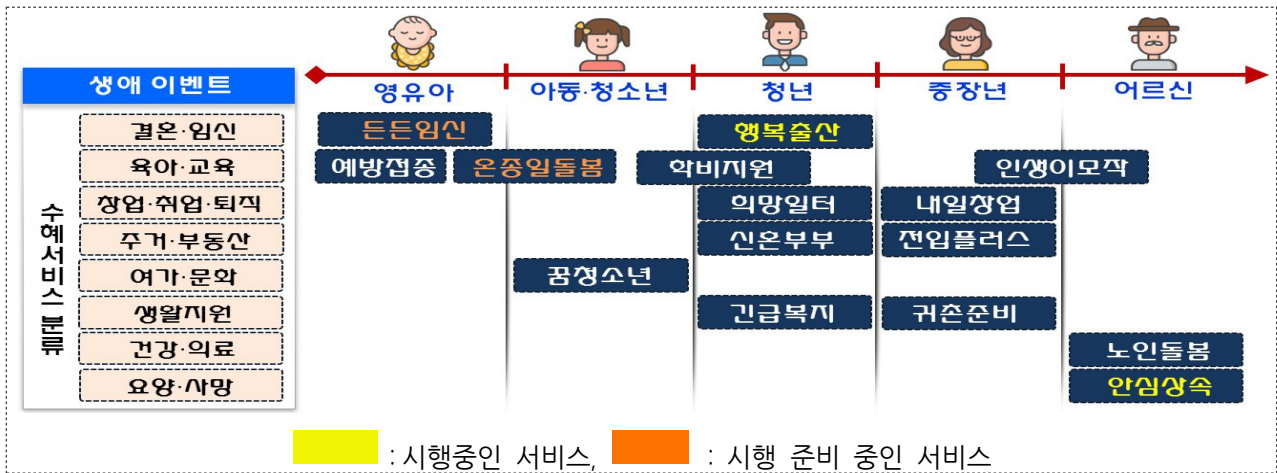 생애 이벤트
영유아 아동·청소년 청년 중장년 어르신
수혜서비스 분류
결혼·임신 든든임신 행복출산
육아·교육 예방접종 온종일돌봄 학비지원 인생이모작
창업·취업·퇴직 희망일터 내일창업
주거·부동산 신혼부부 전입플러스
여가·문화 꿈청소년
생활지원 긴급복지 귀촌준비
건강·의료 노인돌봄
요양·사망 안심상속
: 시행중인 서비스, : 시행 준비 중인 서비스